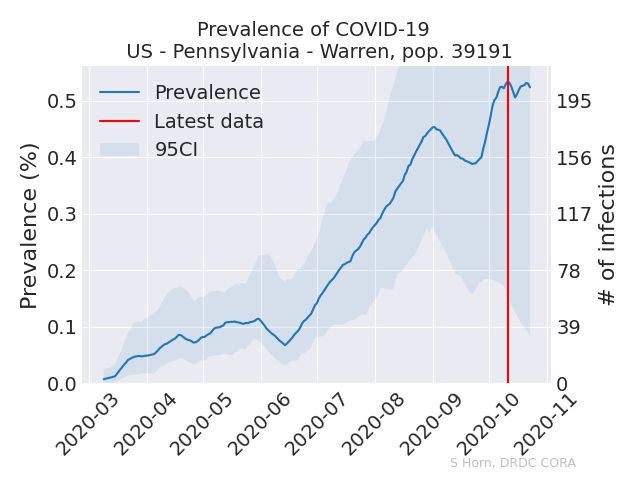 Prevalence of COVID-19
US - Pennsylvania - Warren, pop. 39191
Prevalence
Latest data
95CI
Prevalence (%)
0.5
0.4
0.3
0.2
0.1
0.0
195
156
117
78
39
0
# of infections
2020-03
2020-04
2020-05
2020-06
2020-07
2020-08
2020-09
2020-10
2020-11
S Horn, DRDC CORA